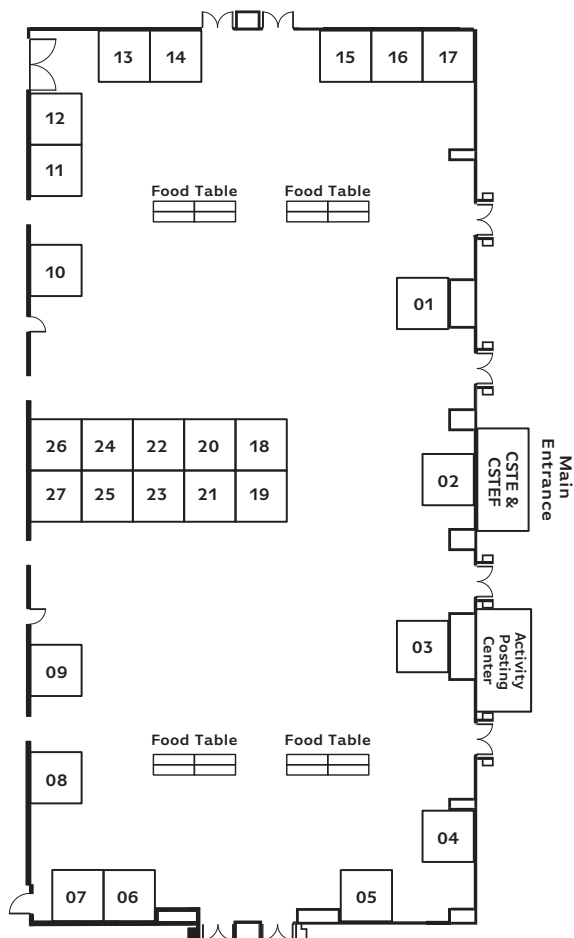 13 14 15 16 17
12
11
Food Table Food Table
10
01
26 24 22 20 18
27 25 23 21 19
02
CSTE &
CSTEF
Main
Entrance
03
Activity
Posting
Center
09
Food Table Food Table
08
04
07 06 05